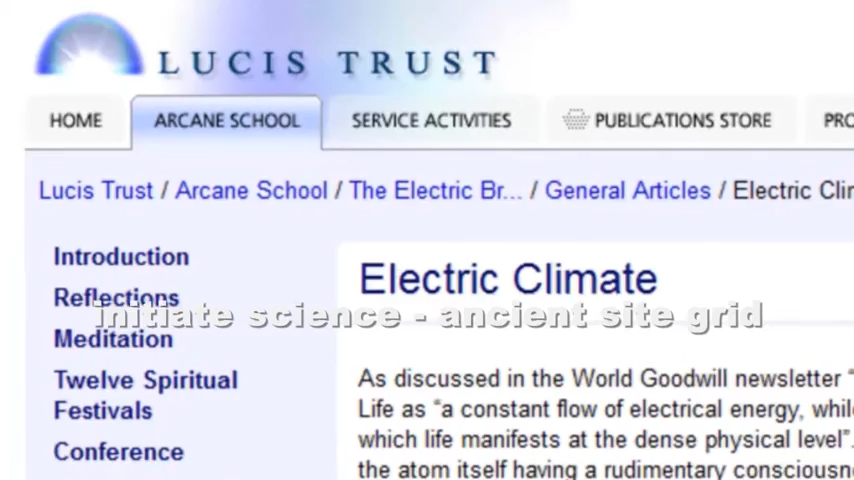 LUCIS TRUST
HOME
ARCANE SCHOOL
SERVICE ACTIVITIES
PUBLICATIONS STORE
Lucis Trust / Arcane School / The Electric Br... / General Articles / Electric
Introduction
Reflections
Meditation
Twelve Spiritual
Festivals
Conference
Electric Climate
initiate science - ancient site grid
As discussed in the World Goodwill newsletter “
Life as “a constant flow of electrical energy,
which life manifests at the dense physical level”.
the atom itself having a rudimentary